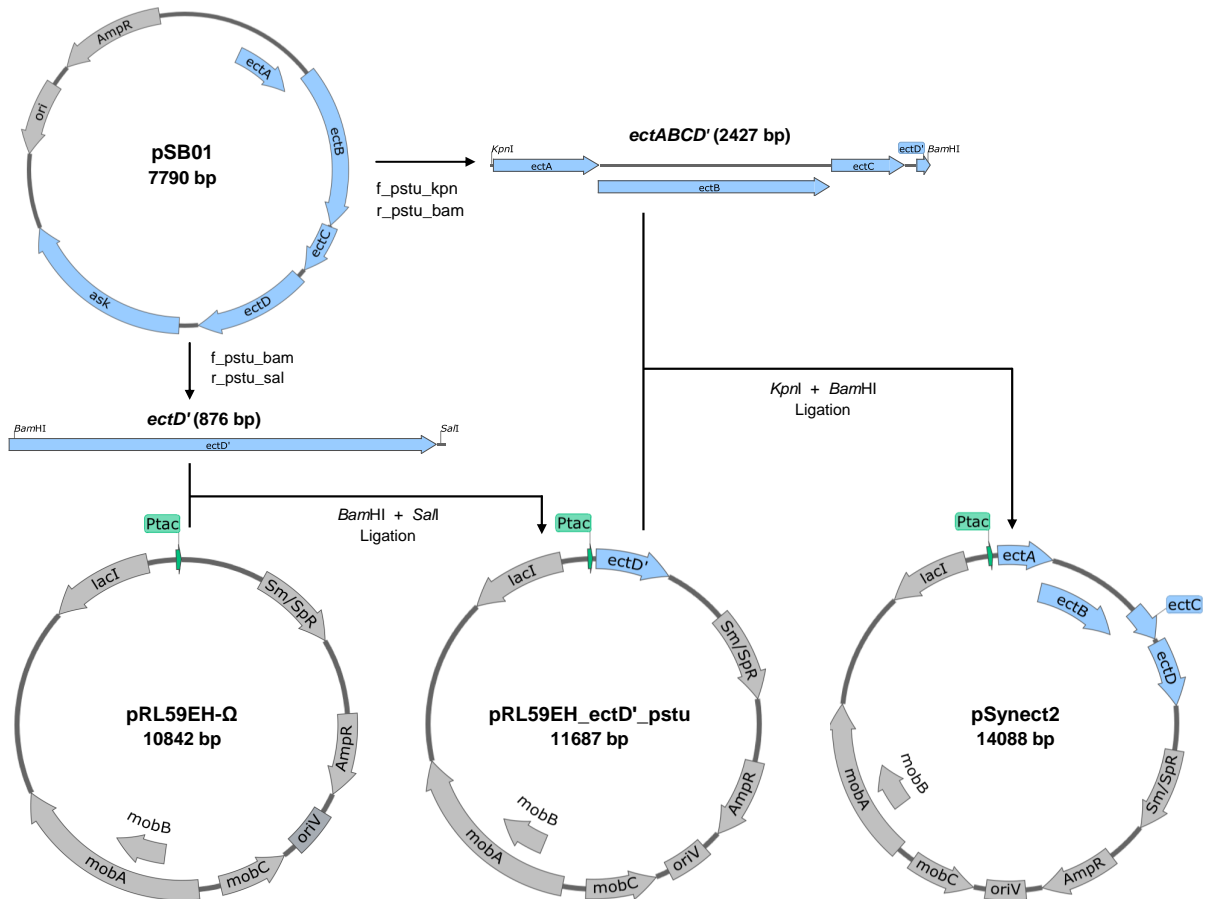 AmpR
ectA
ori
ectB
pSB01
7790 bp
ectC
ask
ectD
f_pstu_kpn
r_pstu_bam
ectABCD' (2427 bp)
KpnI
ectD'
BamHI
ectA
ectC
ectB
f_pstu_bam
r_pstu_sal
ectD' (876 bp)
BamHI
SalI
ectD'
BamHI + SalI
Ligation
KpnI + BamHI
Ligation
Ptac
lacI
Sm/SpR
pRL59EH-Ω
10842 bp
AmpR
mobB
oriV
mobA
mobC
Ptac
ectD'
lacI
Sm/SpR
pRL59EH_ectD'_pstu
11687 bp
AmpR
mobB
mobA
oriV
mobC
Ptac
ectA
lacI
ectB
ectC
ectD
pSynect2
14088 bp
mobB
mobA
Sm/SpR
mobC
AmpR
oriV